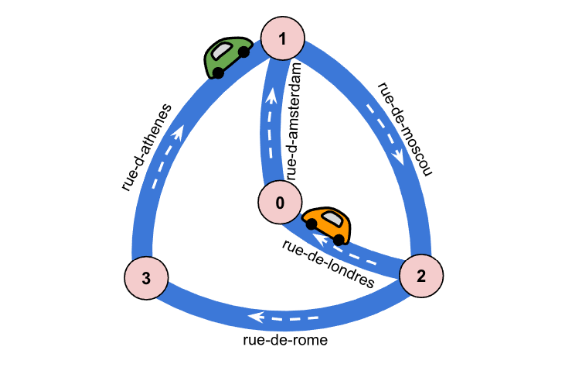 1
rue-d-athenes
rue-d-amsterdam
rue-de-moscou
0
rue-de-londres
3
2
rue-de-rome